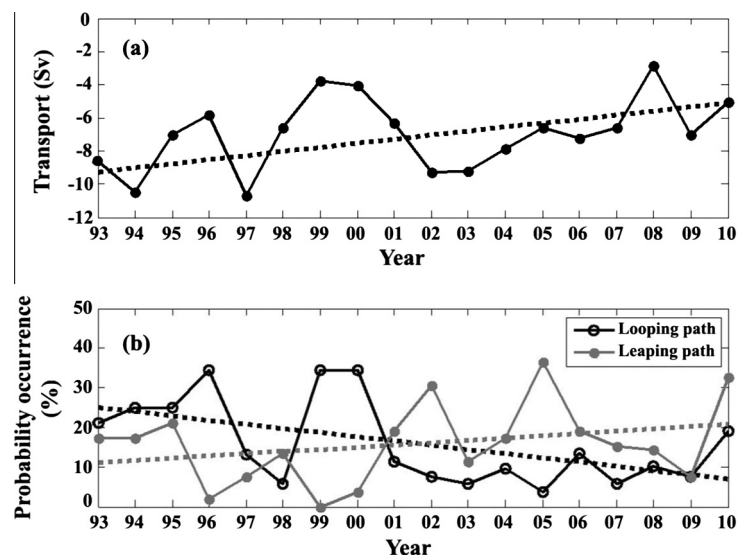 (a)
Transport (Sv)
0
-2
-4
-6
-8
-10
-12
93 94 95 96 97 98 99 00 01 02 03 04 05 06 07 08 09 10
Year
(b)
Looping path
Leaping path
Probability occurrence
(%)
50
40
30
20
10
0
93 94 95 96 97 98 99 00 01 02 03 04 05 06 07 08 09 10
Year